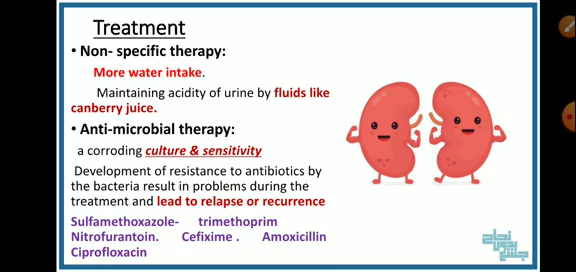 Treatment
• Non- specific therapy:
More water intake.
Maintaining acidity of urine by fluids like
canberry juice.
• Anti-microbial therapy:
a corroding culture & sensitivity
Development of resistance to antibiotics by
the bacteria result in problems during the
treatment and lead to relapse or recurrence
Sulfamethoxazole- trimethoprim
Nitrofurantoin. Cefixime . Amoxicillin
Ciprofloxacin